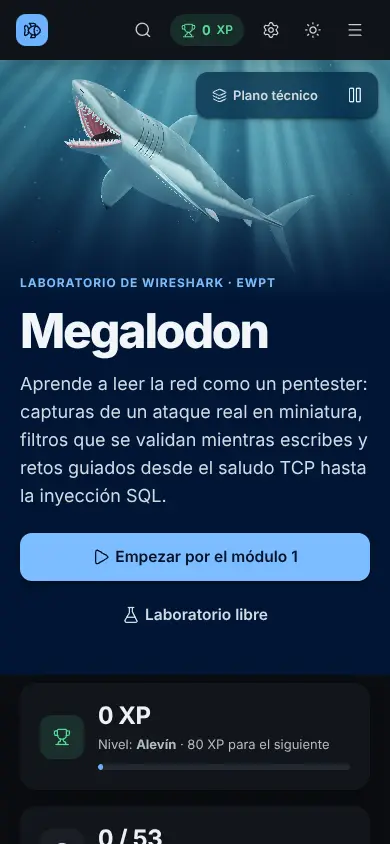 0 XP
Plano técnico
LABORATORIO DE WIRESHARK · EWPT
Megalodon
Aprende a leer la red como un pentester:
capturas de un ataque real en miniatura,
filtros que se validan mientras escribes y
retos guiados desde el saludo TCP hasta
la inyección SQL.
Empezar por el módulo 1
Laboratorio libre
0 XP
Nivel: Alevín · 80 XP para el siguiente
0 / 53